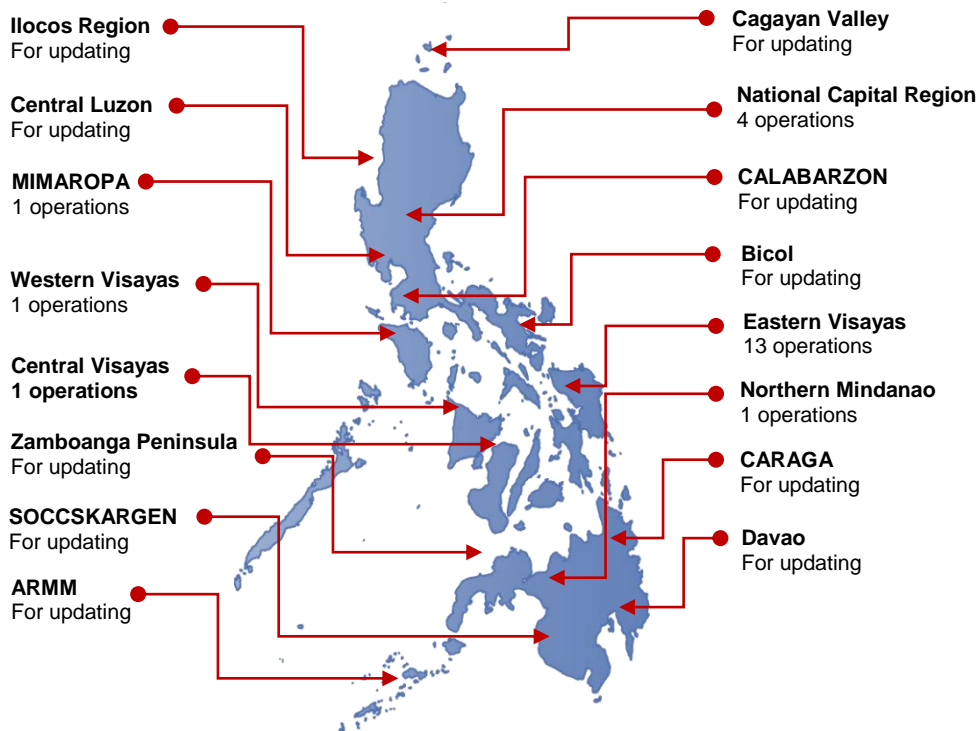 Ilocos Region
For updating
Central Luzon
For updating
MIMAROPA
1 operations
Western Visayas
1 operations
Central Visayas
1 operations
Zamboanga Peninsula
For updating
SOCCSKARGEN
For updating
ARMM
For updating
Cagayan Valley
For updating
National Capital Region
4 operations
CALABARZON
For updating
Bicol
For updating
Eastern Visayas
13 operations
Northern Mindanao
1 operations
CARAGA
For updating
Davao
For updating